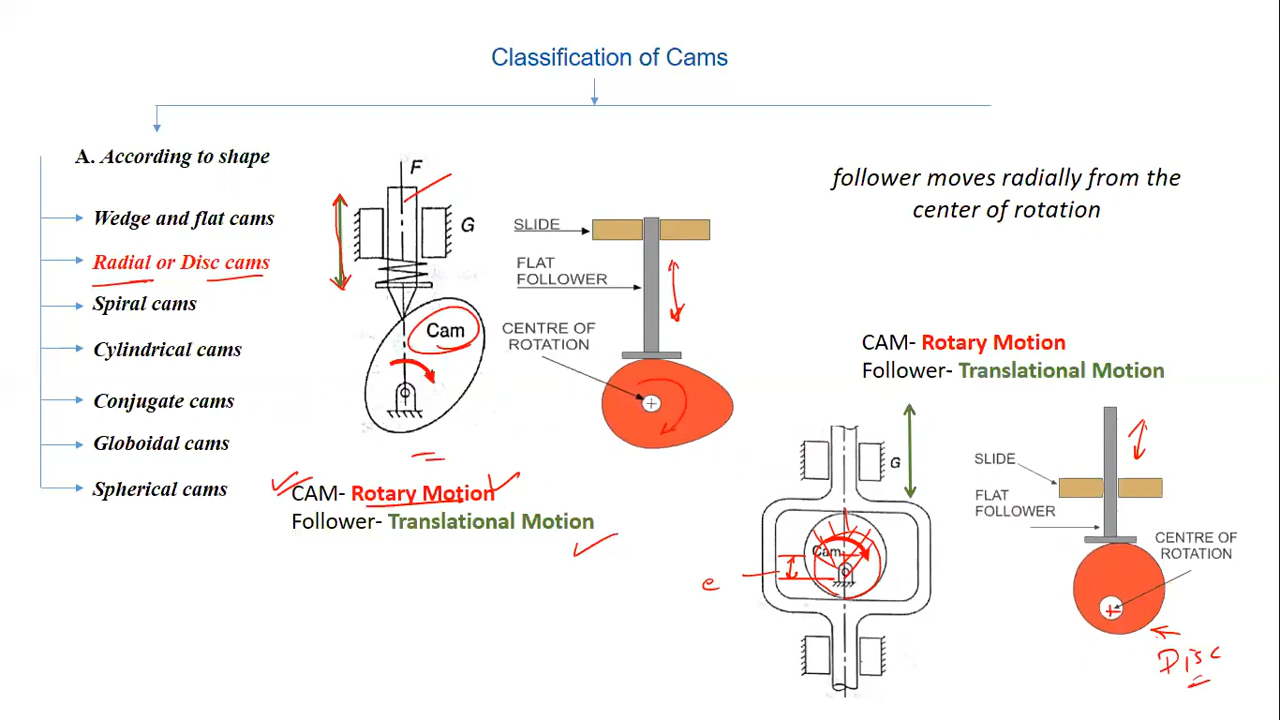 Classification of Cams
A. According to shape
Wedge and flat cams
Radial or Disc cams
Spiral cams
Cylindrical cams
Conjugate cams
Globoidal cams
Spherical cams
F
G
Cam
CAM- Rotary Motion
Follower- Translational Motion
SLIDE
FLAT
FOLLOWER
CENTRE OF
ROTATION
follower moves radially from the
center of rotation
CAM- Rotary Motion
Follower- Translational Motion
G
Cam
e
SLIDE
FLAT
FOLLOWER
CENTRE OF
ROTATION
Disc